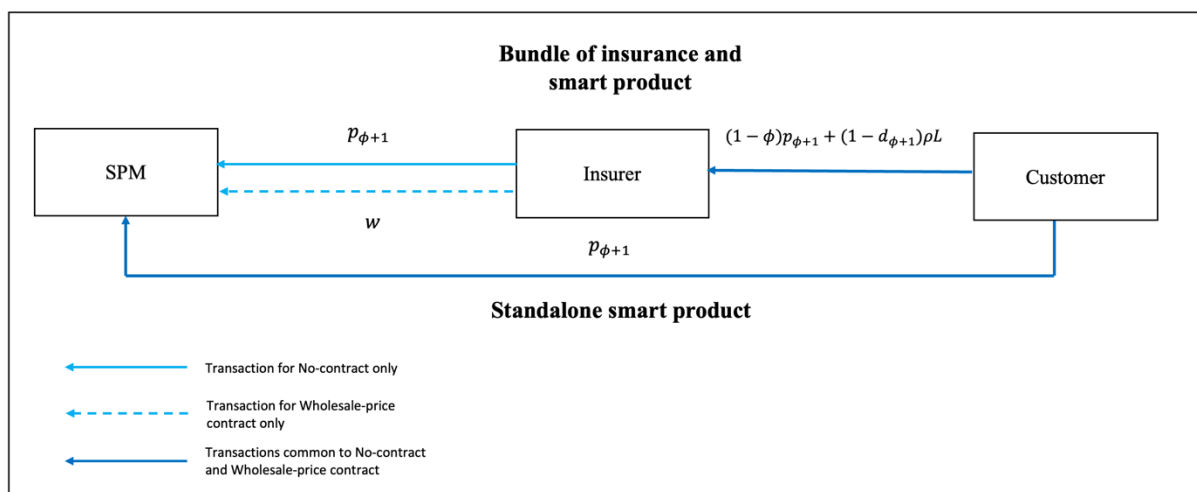 Bundle of insurance and
smart product
SPM
p_{ϕ+1}
w
Insurer
(1 − ϕ)p_{ϕ+1} + (1 − d_{ϕ+1})ρL
Customer
p_{ϕ+1}
Standalone smart product
Transaction for No-contract only
Transaction for Wholesale-price
contract only
Transactions common to No-contract
and Wholesale-price contract